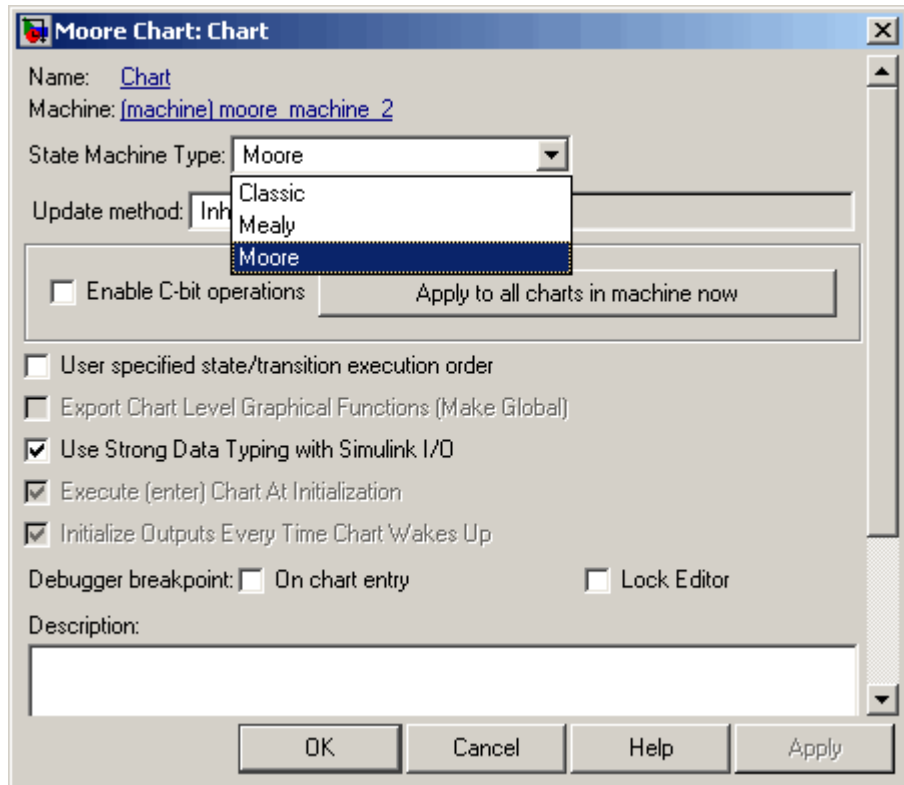 Moore Chart: Chart
Name: Chart
Machine: (machine) moore_machine_2
State Machine Type: Moore
Classic
Update method: Inh
Mealy
Moore
Enable C-bit operations Apply to all charts in machine now
User specified state/transition execution order
Export Chart Level Graphical Functions (Make Global)
Use Strong Data Typing with Simulink I/O
Execute (enter) Chart At Initialization
Initialize Outputs Every Time Chart Wakes Up
Debugger breakpoint: On chart entry Lock Editor
Description:
OK Cancel Help Apply